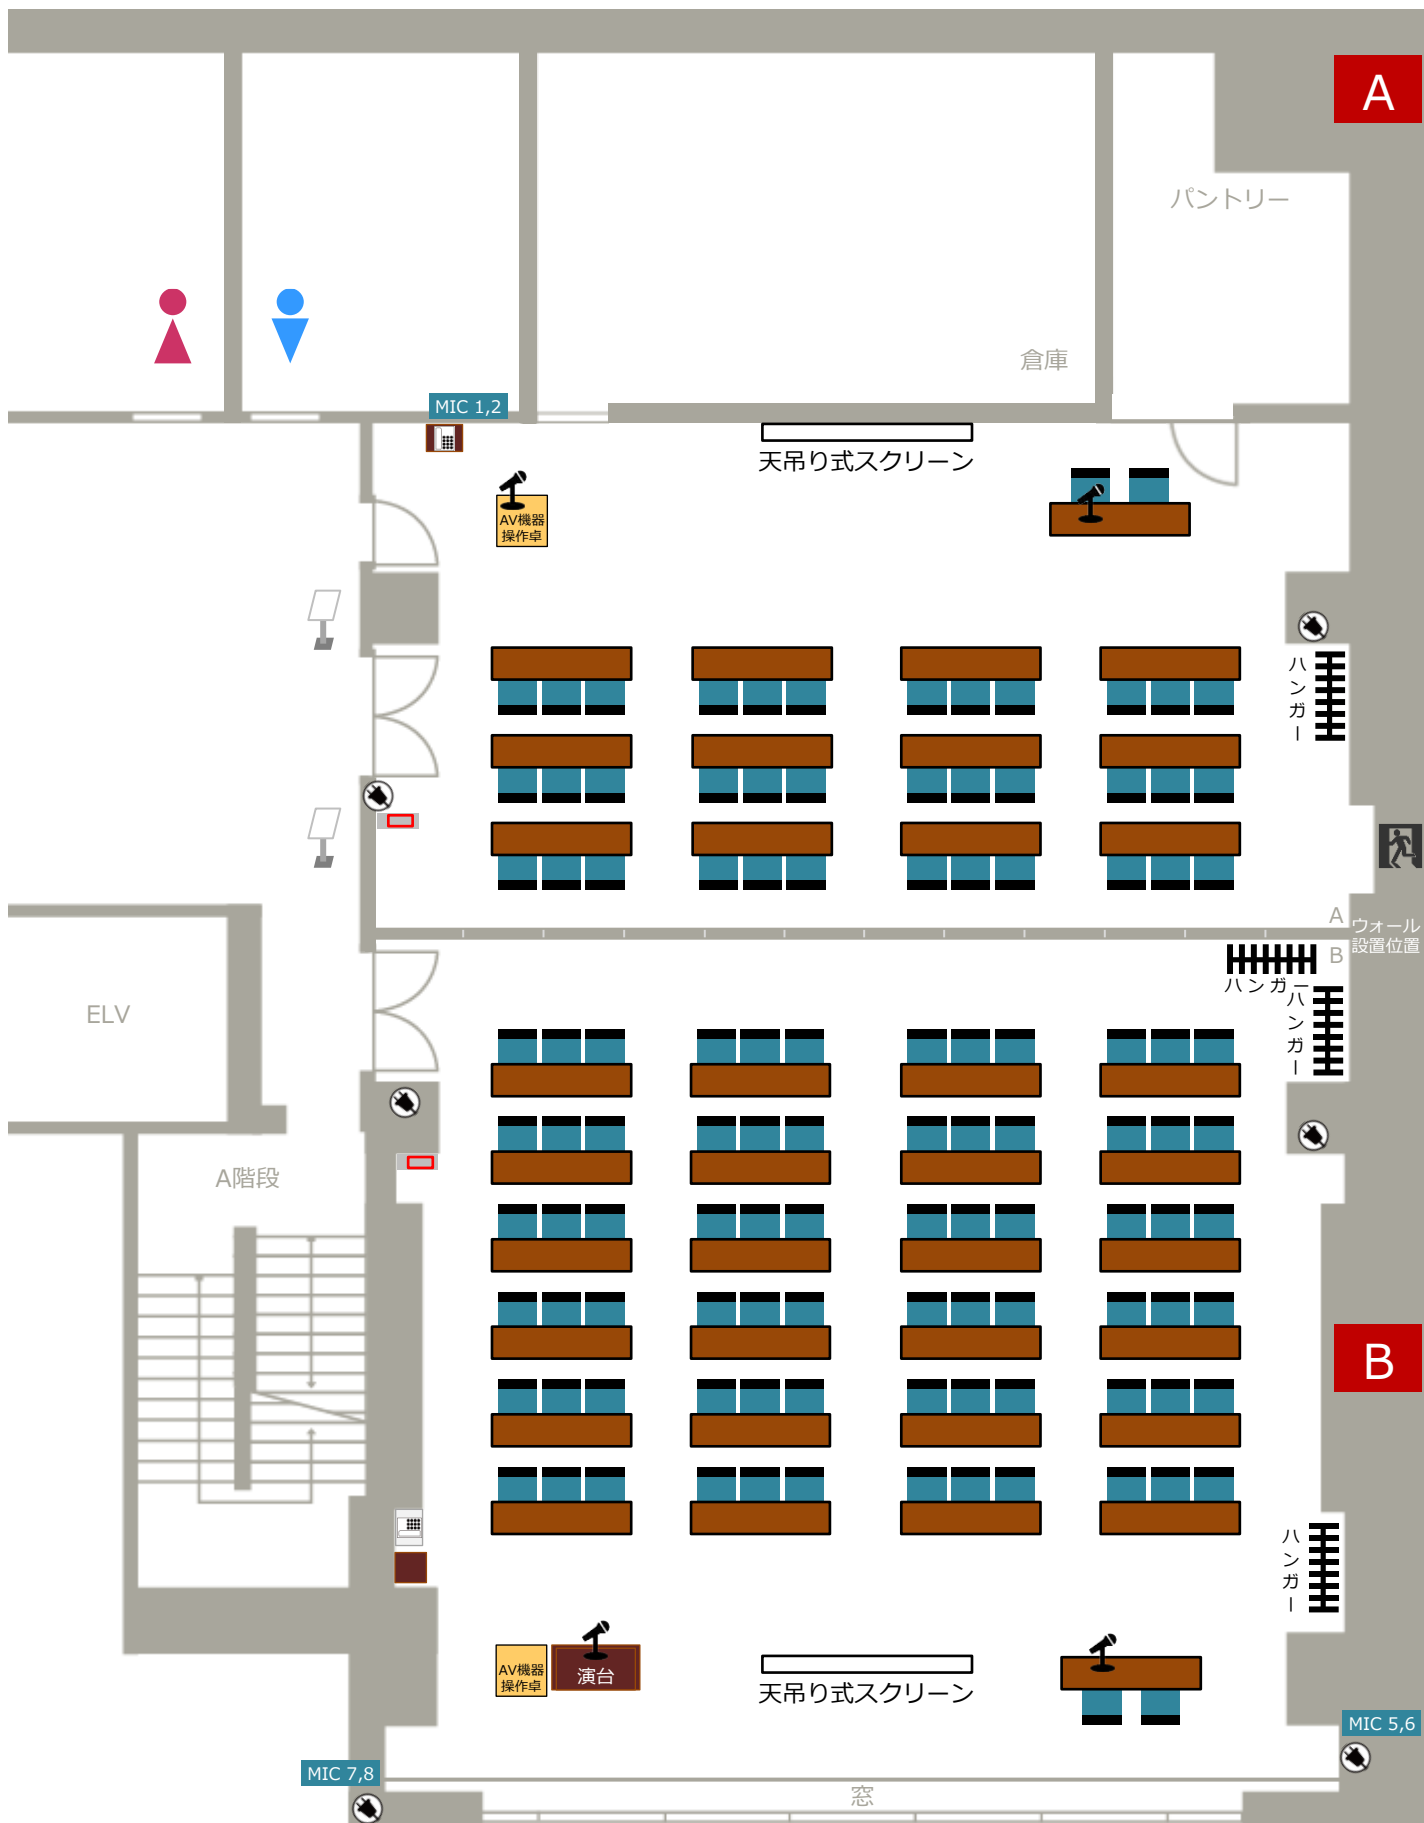 A
パントリー
倉庫
MIC 1,2
天吊り式スクリーン
AV機器
操作卓
ハンガー
A
ウォール
設置位置
B
ハンガー
ハンガー
ELV
A階段
B
ハンガー
AV機器
操作卓
演台
天吊り式スクリーン
MIC 5,6
MIC 7,8
窓